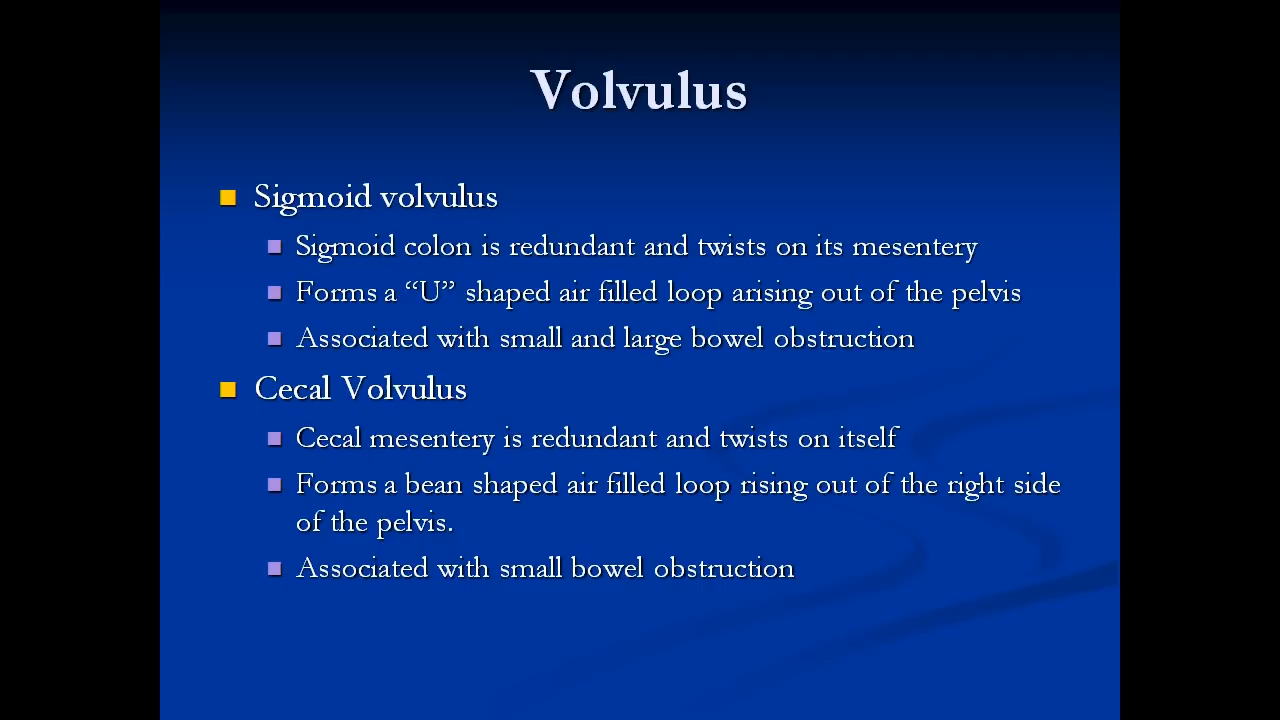 Volvulus
Sigmoid volvulus
Sigmoid colon is redundant and twists on its mesentery
Forms a “U” shaped air filled loop arising out of the pelvis
Associated with small and large bowel obstruction
Cecal Volvulus
Cecal mesentery is redundant and twists on itself
Forms a bean shaped air filled loop rising out of the right side
of the pelvis.
Associated with small bowel obstruction